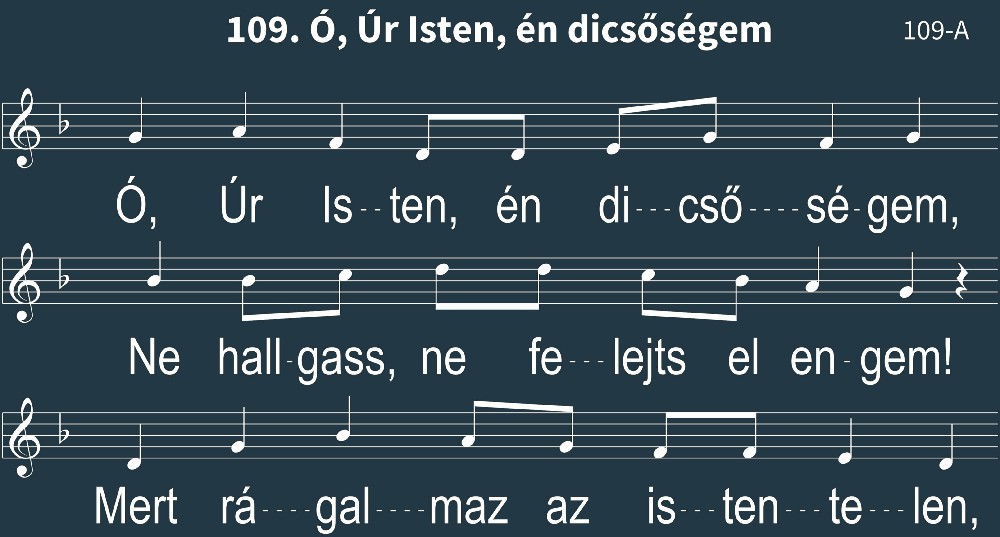 109. Ó, Úr Isten, én dicsőségem
109-A
Ó, Úr Is--ten, én di---cső----sé-gem,
Ne hall-gass, ne fe---lejts el en-gem!
Mert rá----gal----maz az is---ten---te---len,